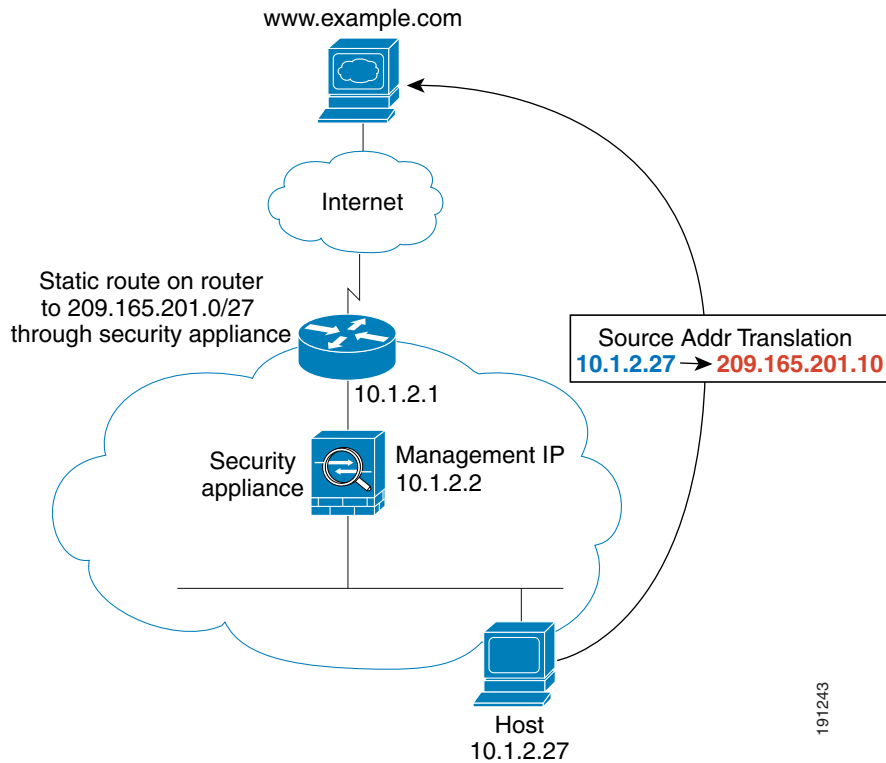 www.example.com
Internet
Static route on router
to 209.165.201.0/27
through security appliance
Source Addr Translation
10.1.2.27 209.165.201.10
10.1.2.1
Security
appliance
Management IP
10.1.2.2
Host
10.1.2.27
191243